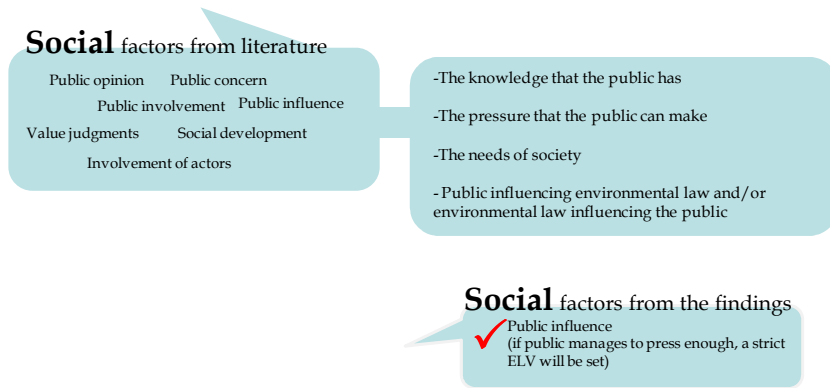 Social factors from literature
Public opinion Public concern
Public involvement Public influence
Value judgments Social development
Involvement of actors
-The knowledge that the public has
-The pressure that the public can make
-The needs of society
- Public influencing environmental law and/or
environmental law influencing the public
Social factors from the findings
Public influence
(if public manages to press enough, a strict
ELV will be set)